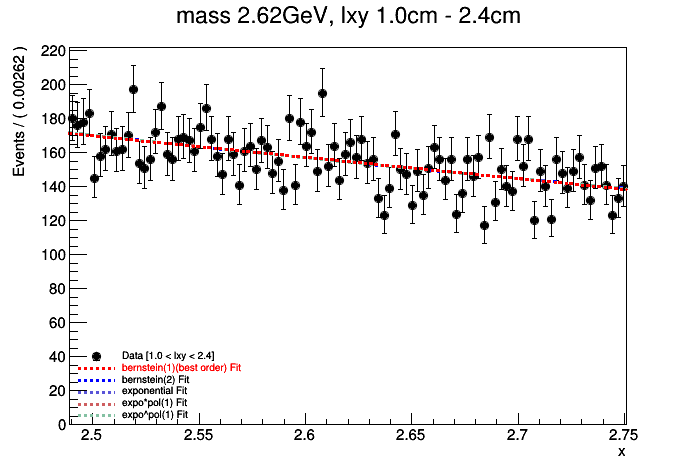 mass 2.62GeV, lxy 1.0cm - 2.4cm
Events / ( 0.00262 )
220
200
180
160
140
120
100
80
60
40
20
0
Data [1.0 < lxy < 2.4]
bernstein(1)(best order) Fit
bernstein(2) Fit
exponential Fit
expo*pol(1) Fit
expo^pol(1) Fit
2.5 2.55 2.6 2.65 2.7 2.75
x